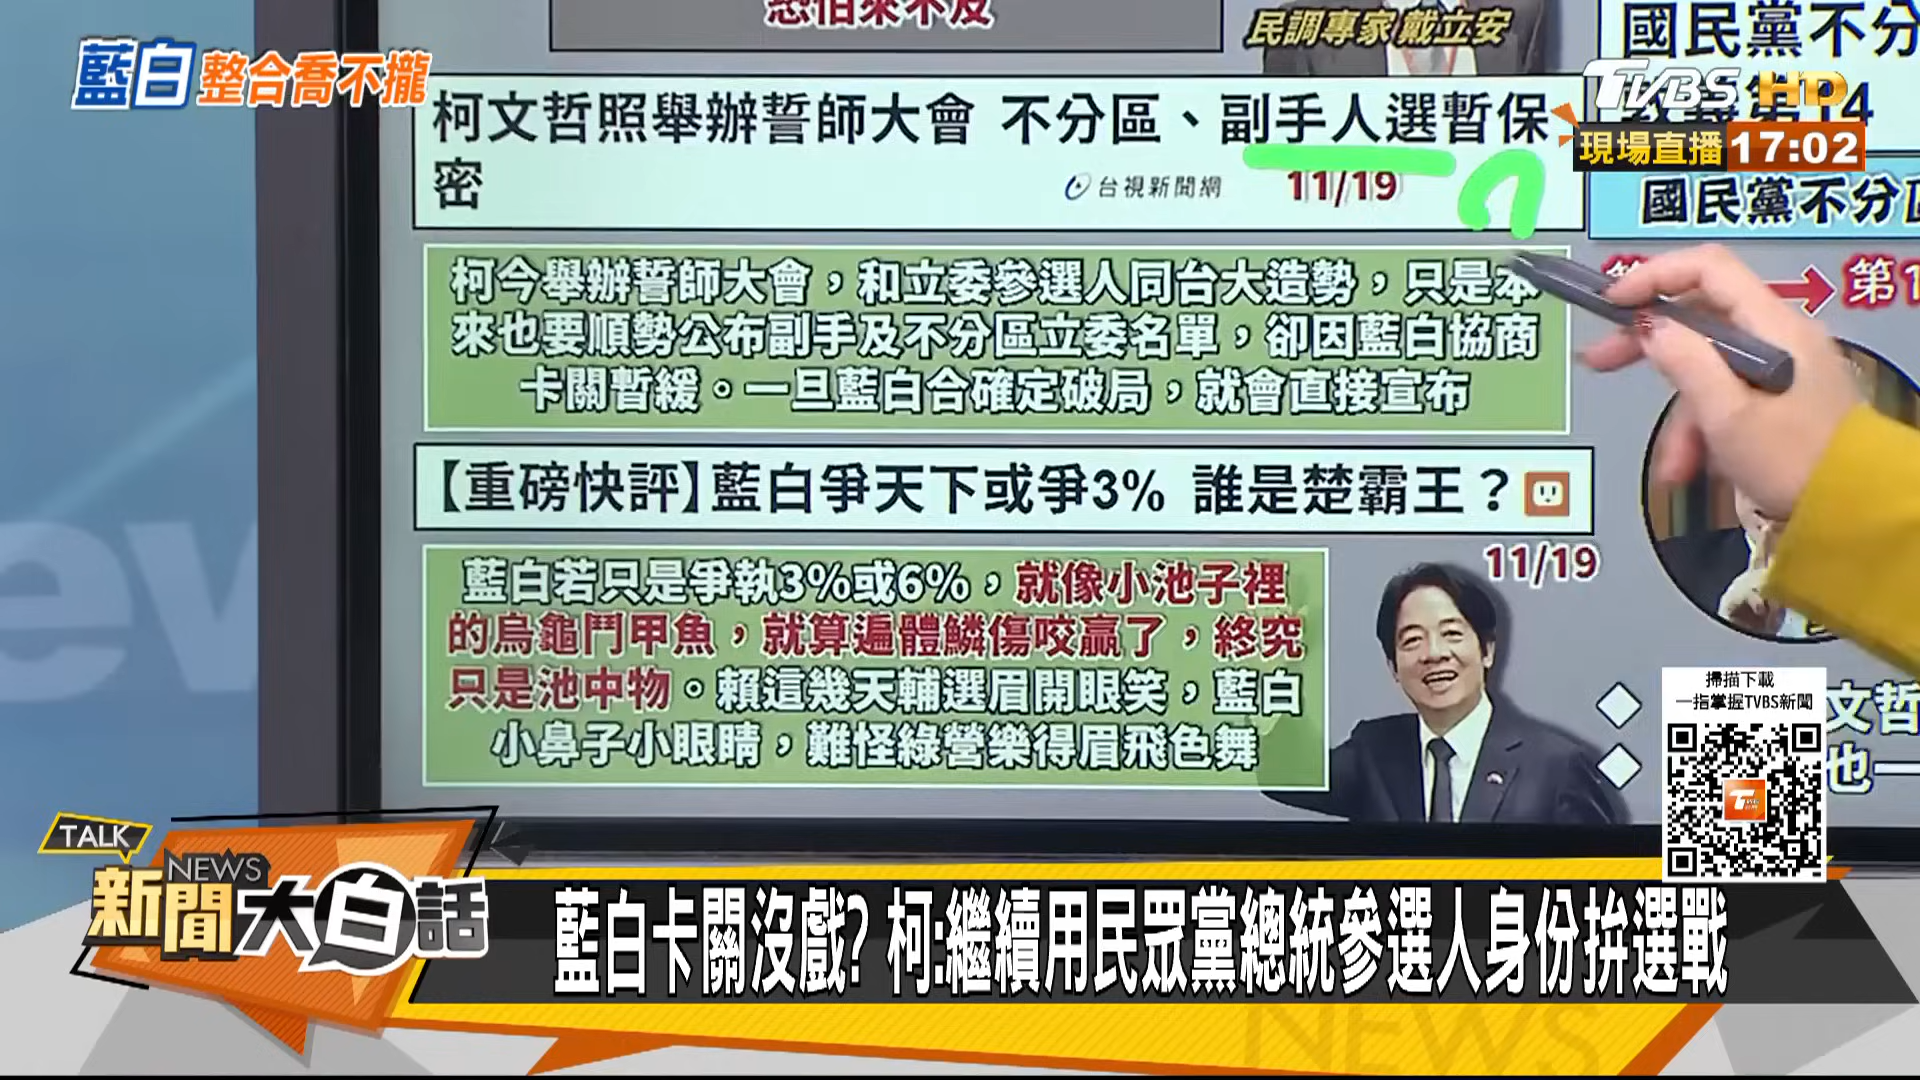 恐怕來不及
民調專家 戴立安
國民黨不分
藍白整合喬不攏
TVBS HD
現場直播 17:02
柯文哲照舉辦誓師大會 不分區、副手人選暫保
密
台視新聞網 11/19
國民黨不分區
柯今舉辦誓師大會，和立委參選人同台大造勢，只是本
來也要順勢公布副手及不分區立委名單，卻因藍白協商
卡關暫緩。一旦藍白合確定破局，就會直接宣布
第1
【重磅快評】藍白爭天下或爭3% 誰是楚霸王？
11/19
藍白若只是爭執3%或6%，就像小池子裡
的烏龜鬥甲魚，就算遍體鱗傷咬贏了，終究
只是池中物。賴這幾天輔選眉開眼笑，藍白
小鼻子小眼睛，難怪綠營樂得眉飛色舞
掃描下載
一指掌握TVBS新聞
文哲
也一
TALK
NEWS
新聞大白話
藍白卡關沒戲? 柯:繼續用民眾黨總統參選人身份拚選戰
NEWS